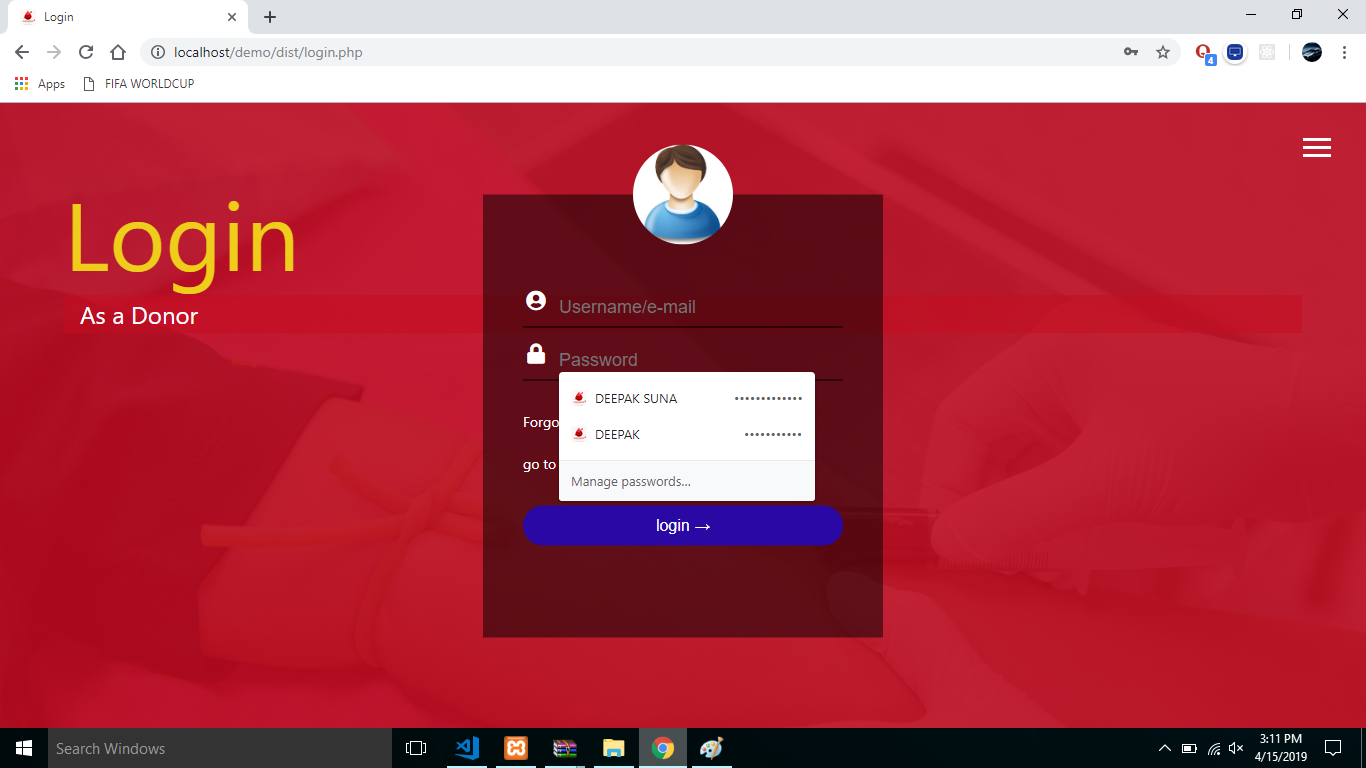 Login
localhost/demo/dist/login.php
4
Apps FIFA WORLDCUP
Login
As a Donor
Username/e-mail
Password
DEEPAK SUNA •••••••••••••
Forgo
DEEPAK •••••••••••
go to
Manage passwords...
login →
Search Windows
3:11 PM
4/15/2019